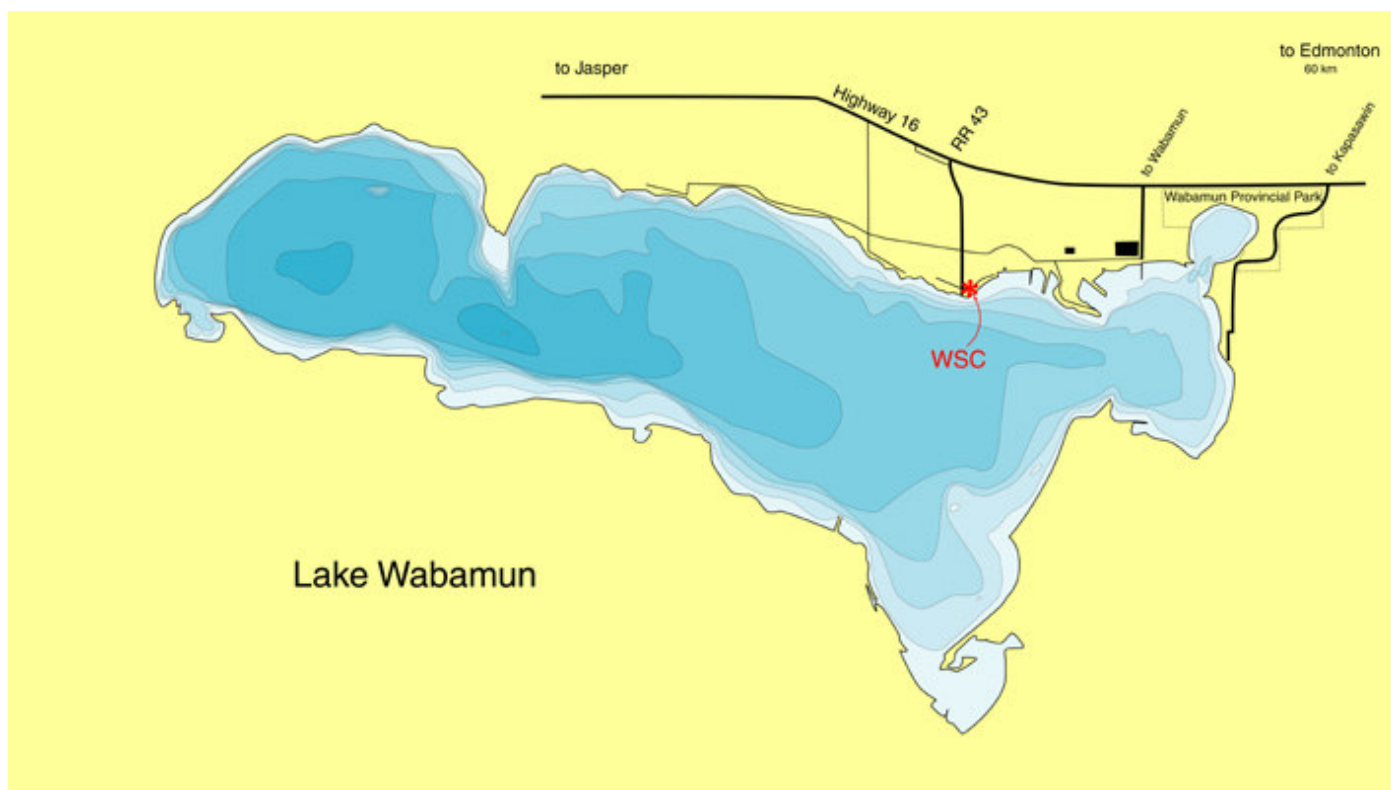 to Edmonton
60 km
to Jasper
Highway 16
RR 43
to Wabamun
to Kapasawin
Wabamun Provincial Park
WSC
Lake Wabamun